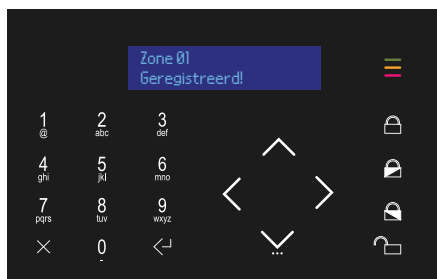 Zone 01
Geregistreerd!
1 2 3
@ abc def
4 5 6
ghi jkl mno
7 8 9
pqrs tuv wxyz
0
-
...